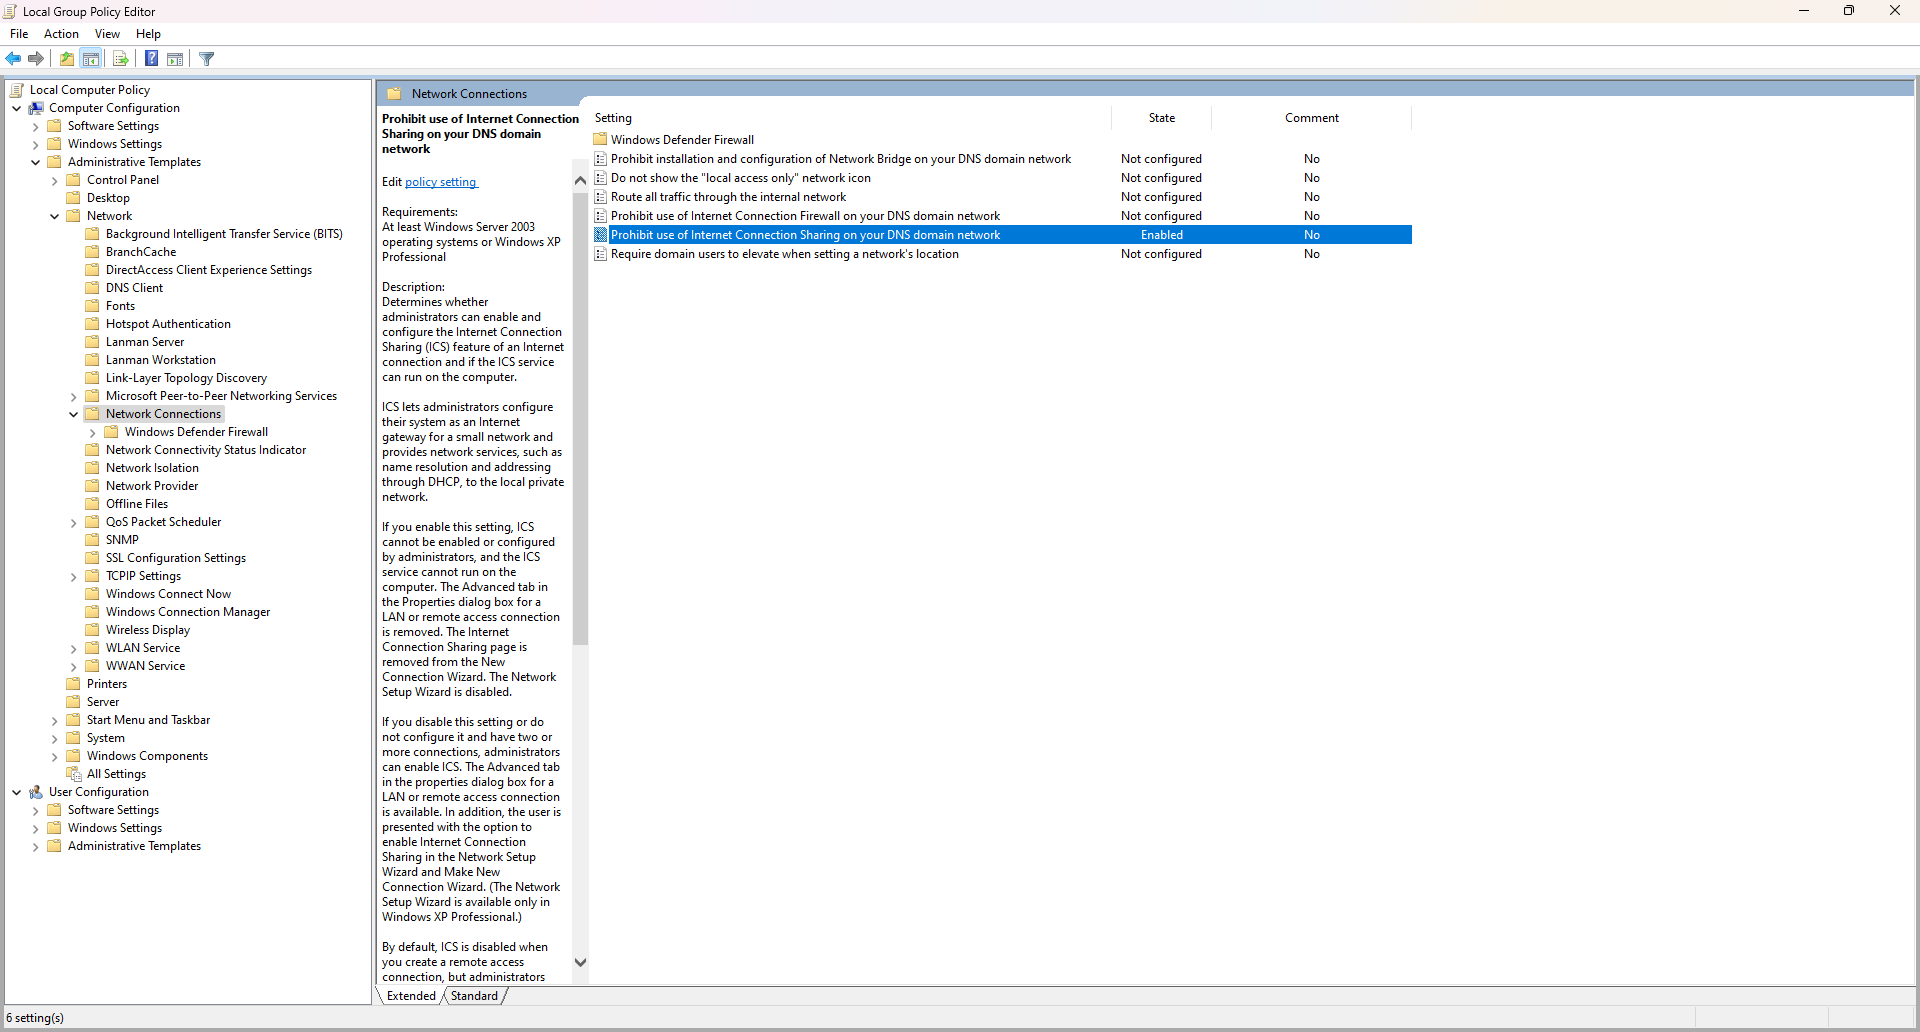 Local Group Policy Editor
File Action View Help
Local Computer Policy
Computer Configuration
Software Settings
Windows Settings
Administrative Templates
Control Panel
Desktop
Network
Background Intelligent Transfer Service (BITS)
BranchCache
DirectAccess Client Experience Settings
DNS Client
Fonts
Hotspot Authentication
Lanman Server
Lanman Workstation
Link-Layer Topology Discovery
Microsoft Peer-to-Peer Networking Services
Network Connections
Windows Defender Firewall
Network Connectivity Status Indicator
Network Isolation
Network Provider
Offline Files
QoS Packet Scheduler
SNMP
SSL Configuration Settings
TCPIP Settings
Windows Connect Now
Windows Connection Manager
Wireless Display
WLAN Service
WWAN Service
Printers
Server
Start Menu and Taskbar
System
Windows Components
All Settings
User Configuration
Software Settings
Windows Settings
Administrative Templates
Network Connections
Prohibit use of Internet Connection
Sharing on your DNS domain
network
Edit policy setting
Requirements:
At least Windows Server 2003
operating systems or Windows XP
Professional
Description:
Determines whether
administrators can enable and
configure the Internet Connection
Sharing (ICS) feature of an Internet
connection and if the ICS service
can run on the computer.
ICS lets administrators configure
their system as an Internet
gateway for a small network and
provides network services, such as
name resolution and addressing
through DHCP, to the local private
network.
If you enable this setting, ICS
cannot be enabled or configured
by administrators, and the ICS
service cannot run on the
computer. The Advanced tab in
the Properties dialog box for a
LAN or remote access connection
is removed. The Internet
Connection Sharing page is
removed from the New
Connection Wizard. The Network
Setup Wizard is disabled.
If you disable this setting or do
not configure it and have two or
more connections, administrators
can enable ICS. The Advanced tab
in the properties dialog box for a
LAN or remote access connection
is available. In addition, the user is
presented with the option to
enable Internet Connection
Sharing in the Network Setup
Wizard and Make New
Connection Wizard. (The Network
Setup Wizard is available only in
Windows XP Professional.)
By default, ICS is disabled when
you create a remote access
connection, but administrators
Setting State Comment
Windows Defender Firewall
Prohibit installation and configuration of Network Bridge on your DNS domain network Not configured No
Do not show the "local access only" network icon Not configured No
Route all traffic through the internal network Not configured No
Prohibit use of Internet Connection Firewall on your DNS domain network Not configured No
Prohibit use of Internet Connection Sharing on your DNS domain network Enabled No
Require domain users to elevate when setting a network's location Not configured No
Extended Standard
6 setting(s)